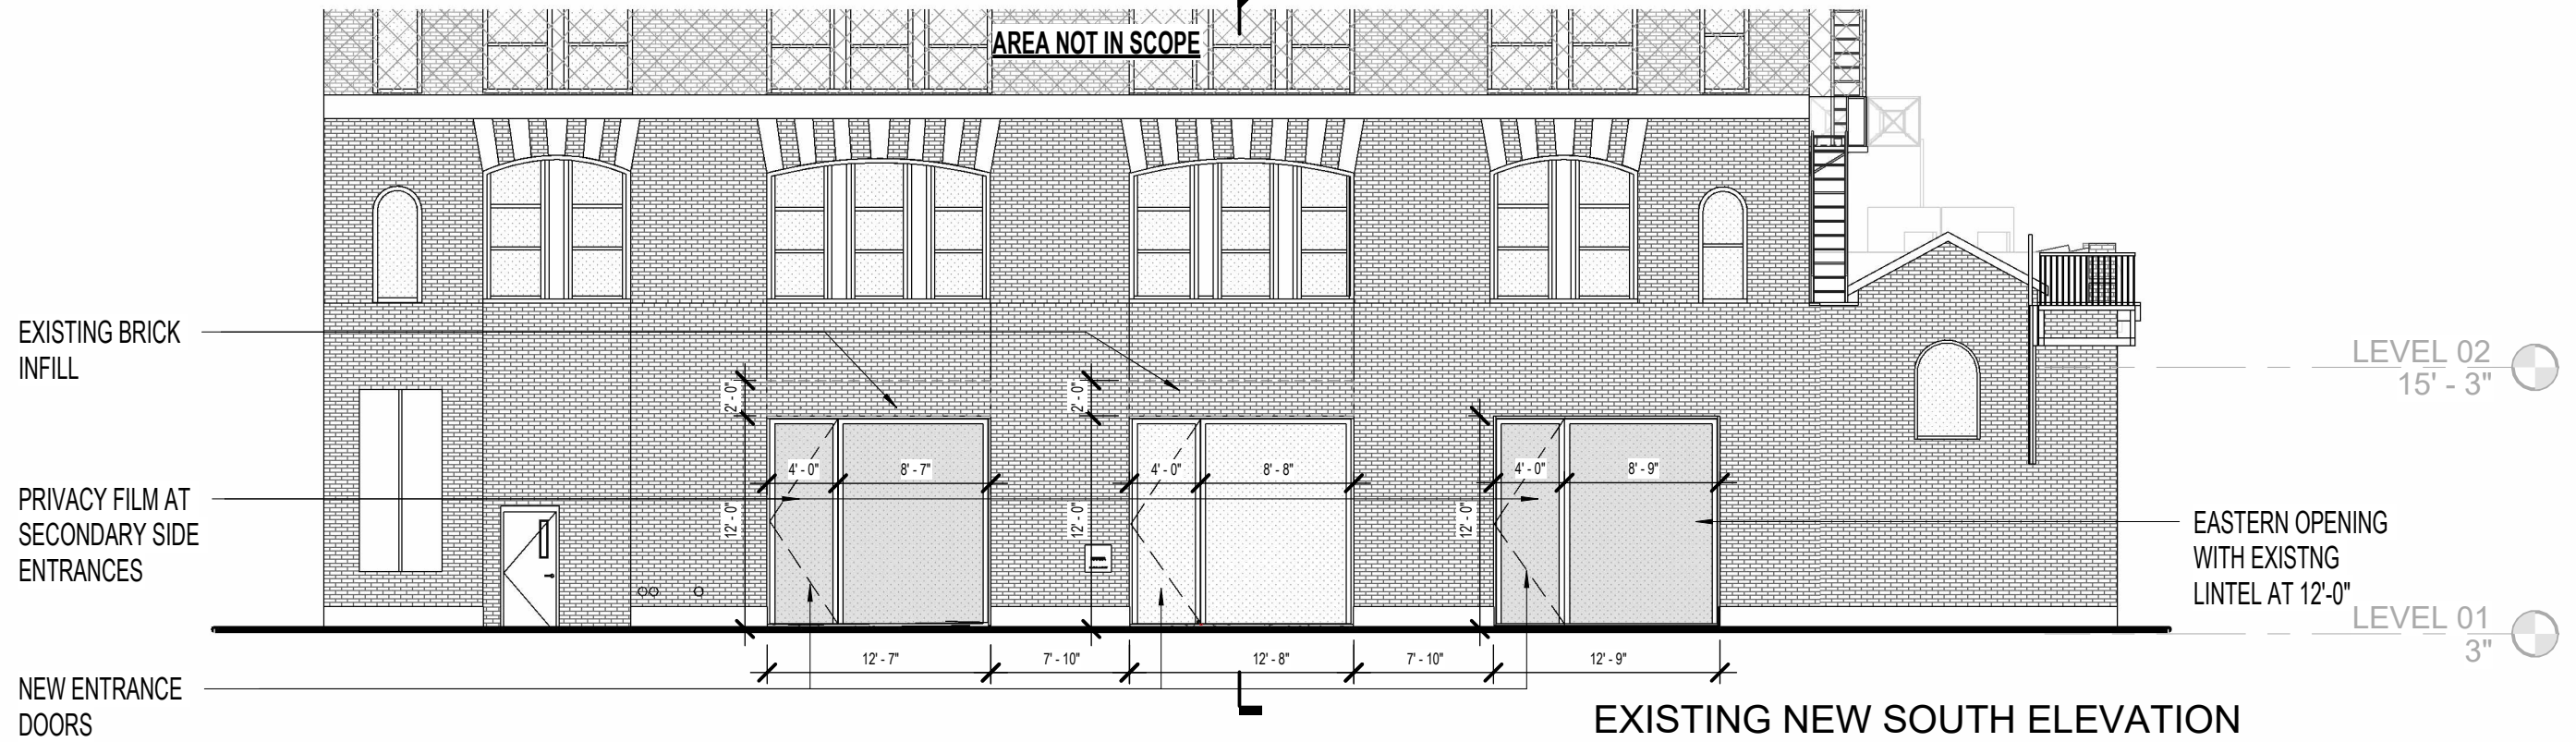 AREA NOT IN SCOPE
EXISTING BRICK
INFILL
LEVEL 02
15' - 3"
2' - 0"
2' - 0"
4' - 0"
8' - 7"
4' - 0"
8' - 8"
4' - 0"
8' - 9"
PRIVACY FILM AT
SECONDARY SIDE
ENTRANCES
12' - 0"
12' - 0"
12' - 0"
EASTERN OPENING
WITH EXISTNG
LINTEL AT 12'-0"
LEVEL 01
3"
12' - 7"
7' - 10"
12' - 8"
7' - 10"
12' - 9"
NEW ENTRANCE
DOORS
EXISTING NEW SOUTH ELEVATION